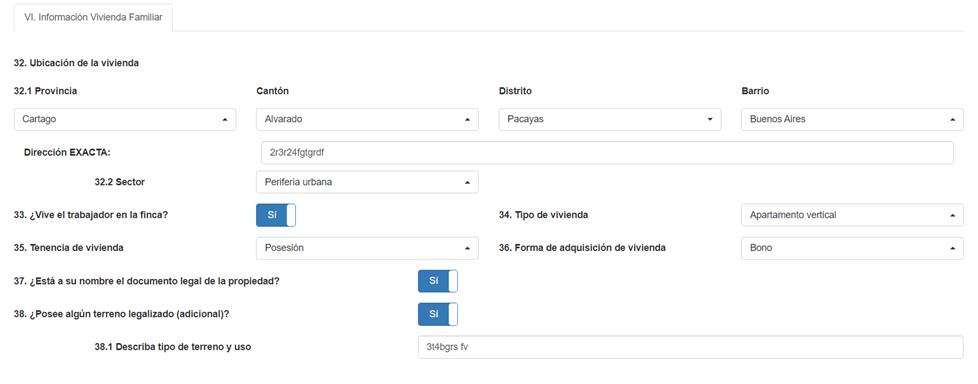 VI. Información Vivienda Familiar
32. Ubicación de la vivienda
32.1 Provincia Cantón Distrito Barrio
Cartago Alvarado Pacayas Buenos Aires
Dirección EXACTA: 2r3r24fgtgrdf
32.2 Sector Periferia urbana
33. ¿Vive el trabajador en la finca? Sí 34. Tipo de vivienda Apartamento vertical
35. Tenencia de vivienda Posesión 36. Forma de adquisición de vivienda Bono
37. ¿Está a su nombre el documento legal de la propiedad? Sí
38. ¿Posee algún terreno legalizado (adicional)? Sí
38.1 Describa tipo de terreno y uso 3t4bgrs fv